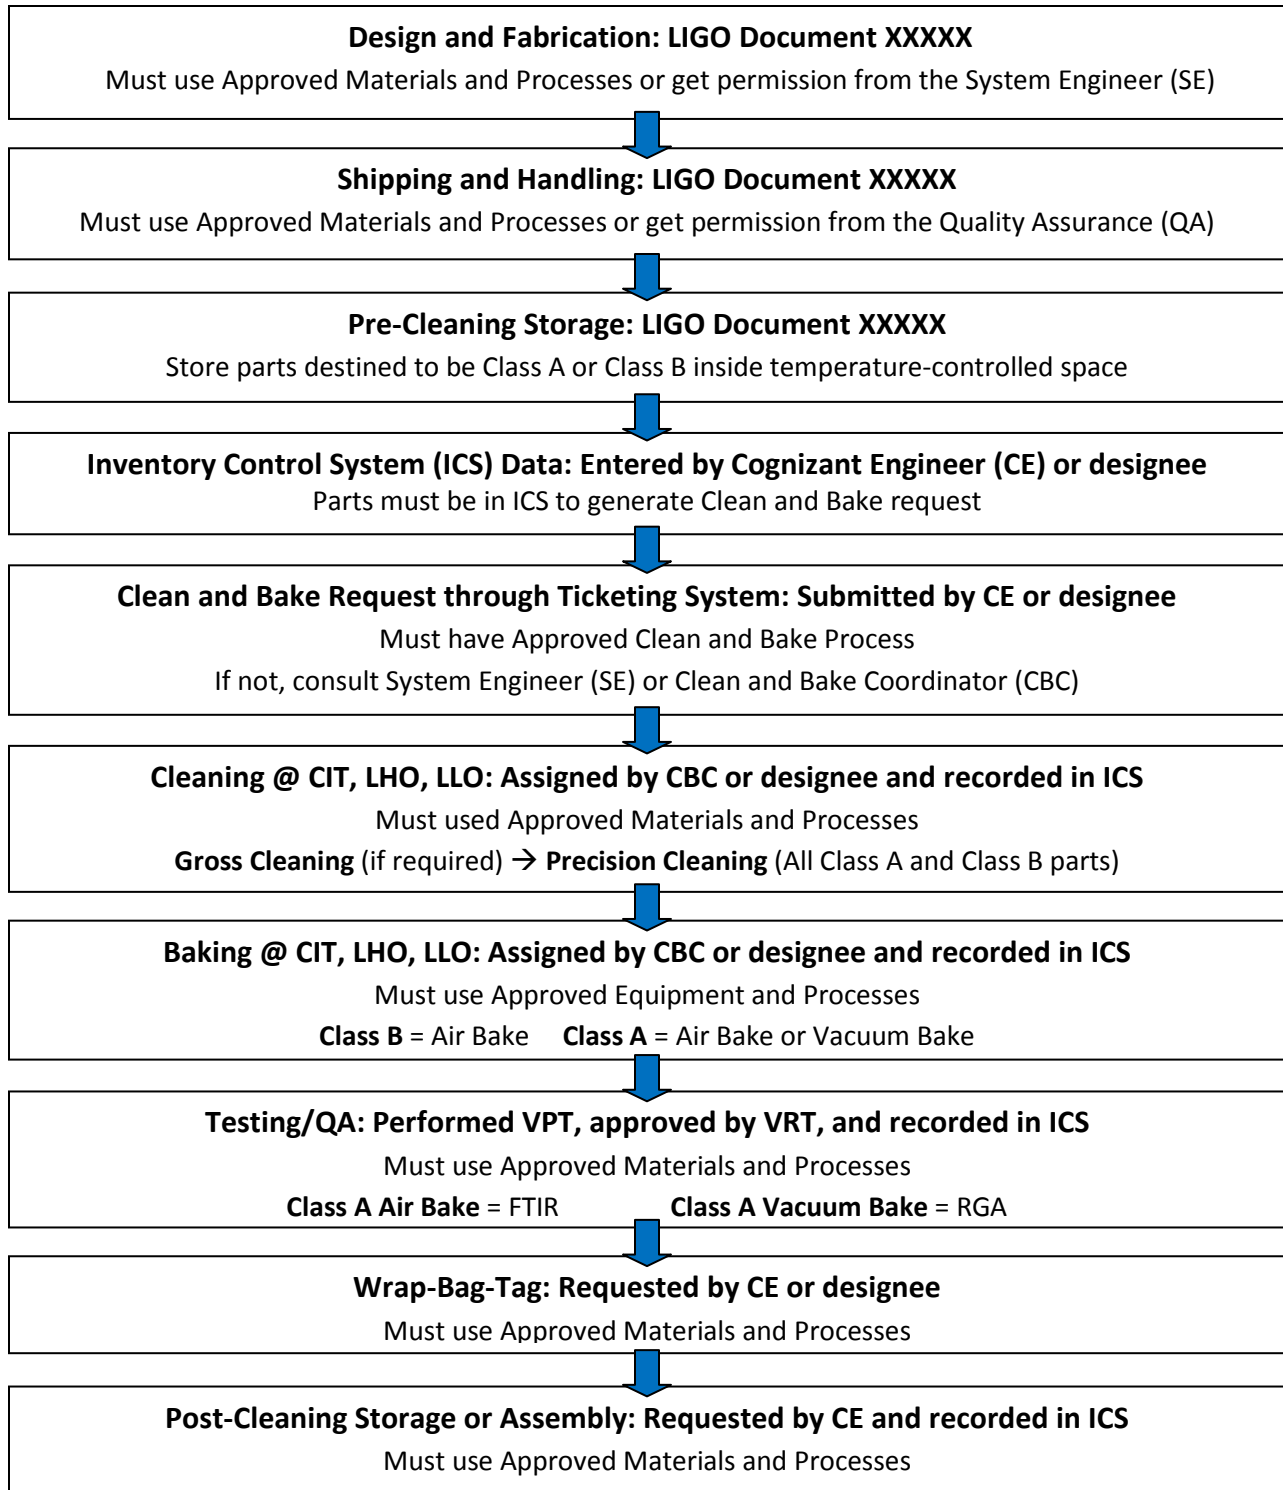 Design and Fabrication: LIGO Document XXXXX
Must use Approved Materials and Processes or get permission from the System Engineer (SE)
Shipping and Handling: LIGO Document XXXXX
Must use Approved Materials and Processes or get permission from the Quality Assurance (QA)
Pre-Cleaning Storage: LIGO Document XXXXX
Store parts destined to be Class A or Class B inside temperature-controlled space
Inventory Control System (ICS) Data: Entered by Cognizant Engineer (CE) or designee
Parts must be in ICS to generate Clean and Bake request
Clean and Bake Request through Ticketing System: Submitted by CE or designee
Must have Approved Clean and Bake Process
If not, consult System Engineer (SE) or Clean and Bake Coordinator (CBC)
Cleaning @ CIT, LHO, LLO: Assigned by CBC or designee and recorded in ICS
Must used Approved Materials and Processes
Gross Cleaning (if required) → Precision Cleaning (All Class A and Class B parts)
Baking @ CIT, LHO, LLO: Assigned by CBC or designee and recorded in ICS
Must use Approved Equipment and Processes
Class B = Air Bake Class A = Air Bake or Vacuum Bake
Testing/QA: Performed VPT, approved by VRT, and recorded in ICS
Must use Approved Materials and Processes
Class A Air Bake = FTIR Class A Vacuum Bake = RGA
Wrap-Bag-Tag: Requested by CE or designee
Must use Approved Materials and Processes
Post-Cleaning Storage or Assembly: Requested by CE and recorded in ICS
Must use Approved Materials and Processes